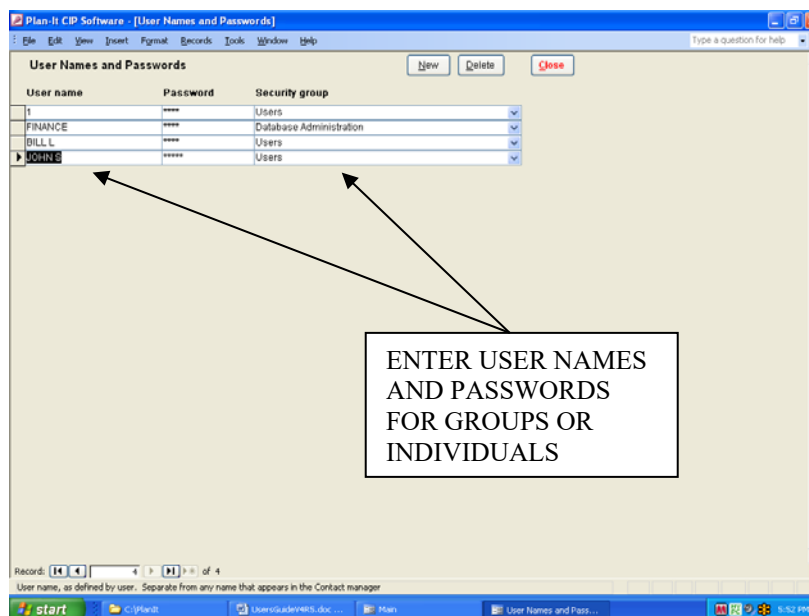 Plan-It CIP Software - [User Names and Passwords]
File Edit View Insert Format Records Tools Window Help Type a question for help
User Names and Passwords New Delete Close
User name Password Security group
1 **** Users
FINANCE **** Database Administration
BILL L **** Users
JOHN S ***** Users
ENTER USER NAMES
AND PASSWORDS
FOR GROUPS OR
INDIVIDUALS
Record: 4 of 4
User name, as defined by user. Separate from any name that appears in the Contact manager
start C:\PlanIt UsersGuideV4R5.doc ... Main User Names and Pass... 5:52 PM